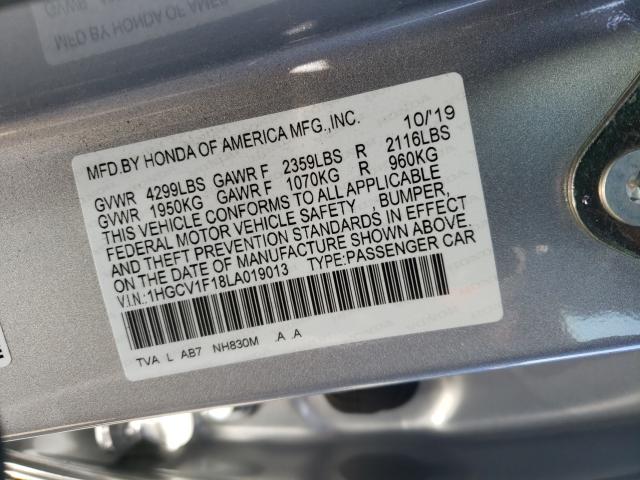 MFD.BY HONDA OF AMERICA MFG.,INC. 10/'19
GVWR 4299LBS GAWR F 2359LBS R 2116LBS
GVWR 1950KG GAWR F 1070KG R 960KG
THIS VEHICLE CONFORMS TO ALL APPLICABLE
FEDERAL MOTOR VEHICLE SAFETY, BUMPER,
AND THEFT PREVENTION STANDARDS IN EFFECT
ON THE DATE OF MANUFACTURE SHOWN ABOVE.
V.I.N.:1HGCV1F18LA019013 TYPE:PASSENGER CAR
TVA L AB7 NH830M .A .A